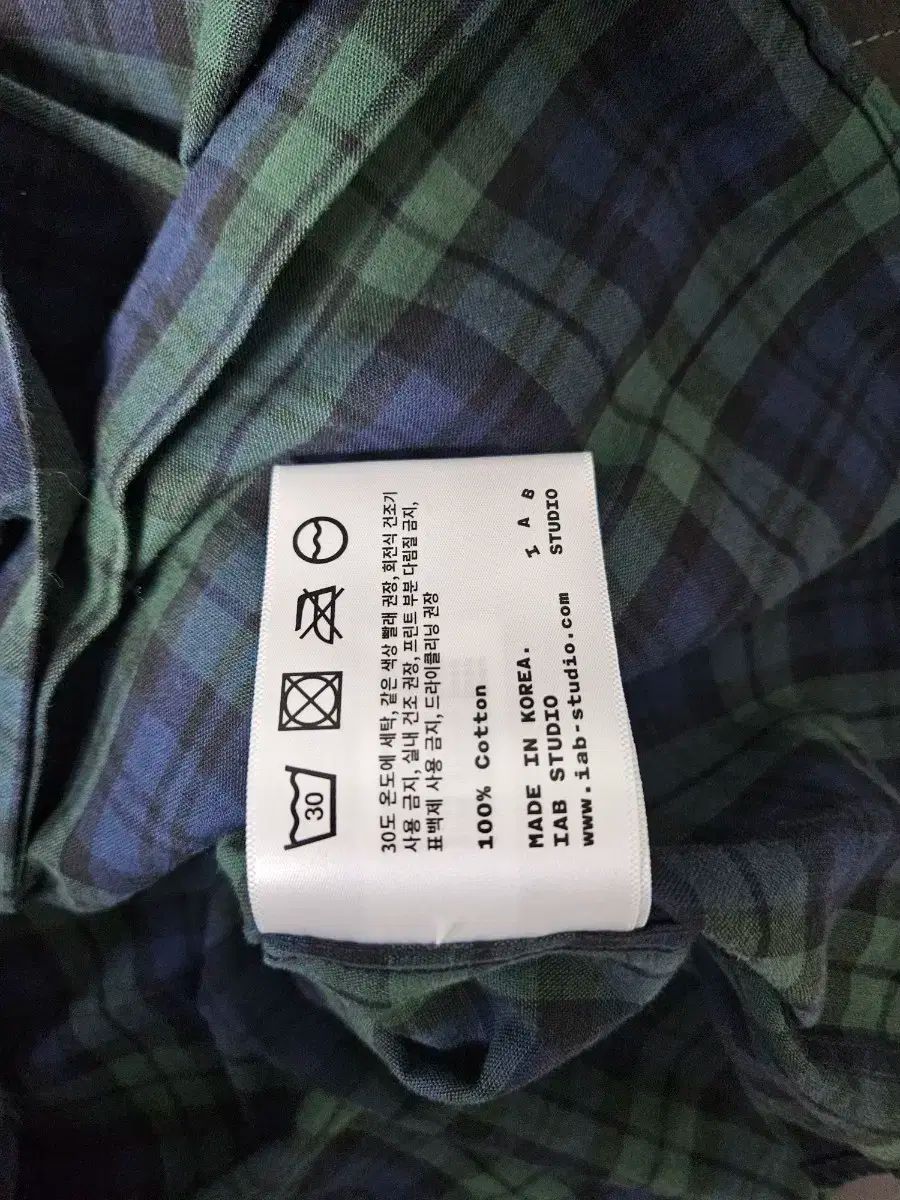 30
30도 온도에 세탁, 같은 색상 빨래 권장, 회전식 건조기
사용 금지, 실내 건조 권장, 프린트 부분 다림질 금지,
표백제 사용 금지, 드라이클리닝 권장
100% Cotton
MADE IN KOREA.
IAB STUDIO
www.iab-studio.com
I A B
STUDIO